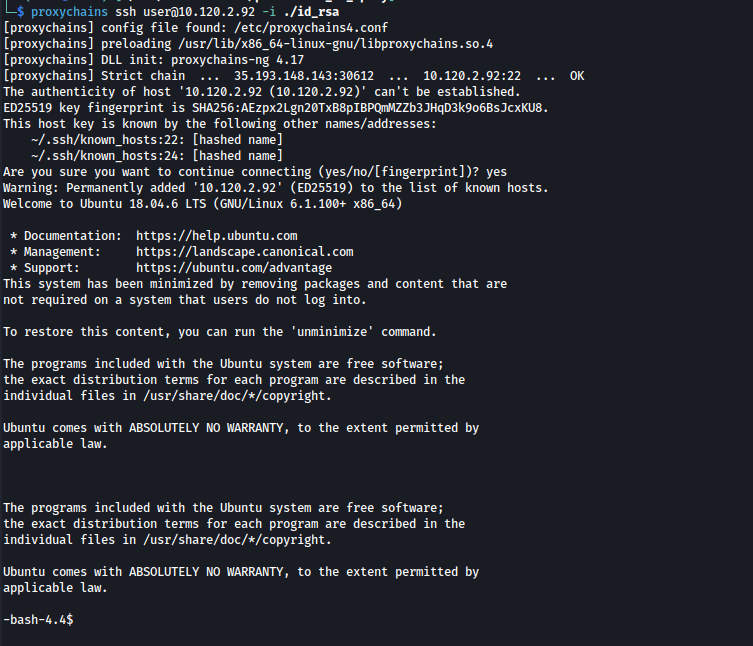 $ proxychains ssh user@10.120.2.92 -i ./id_rsa
[proxychains] config file found: /etc/proxychains4.conf
[proxychains] preloading /usr/lib/x86_64-linux-gnu/libproxychains.so.4
[proxychains] DLL init: proxychains-ng 4.17
[proxychains] Strict chain  ...  35.193.148.143:30612  ...  10.120.2.92:22  ...  OK
The authenticity of host '10.120.2.92 (10.120.2.92)' can't be established.
ED25519 key fingerprint is SHA256:AEzpx2Lgn20TxB8pIBPQmMZZb3JHqD3k9o6BsJcxKU8.
This host key is known by the following other names/addresses:
    ~/.ssh/known_hosts:22: [hashed name]
    ~/.ssh/known_hosts:24: [hashed name]
Are you sure you want to continue connecting (yes/no/[fingerprint])? yes
Warning: Permanently added '10.120.2.92' (ED25519) to the list of known hosts.
Welcome to Ubuntu 18.04.6 LTS (GNU/Linux 6.1.100+ x86_64)

 * Documentation:  https://help.ubuntu.com
 * Management:     https://landscape.canonical.com
 * Support:        https://ubuntu.com/advantage
This system has been minimized by removing packages and content that are
not required on a system that users do not log into.

To restore this content, you can run the 'unminimize' command.

The programs included with the Ubuntu system are free software;
the exact distribution terms for each program are described in the
individual files in /usr/share/doc/*/copyright.

Ubuntu comes with ABSOLUTELY NO WARRANTY, to the extent permitted by
applicable law.

The programs included with the Ubuntu system are free software;
the exact distribution terms for each program are described in the
individual files in /usr/share/doc/*/copyright.

Ubuntu comes with ABSOLUTELY NO WARRANTY, to the extent permitted by
applicable law.

-bash-4.4$